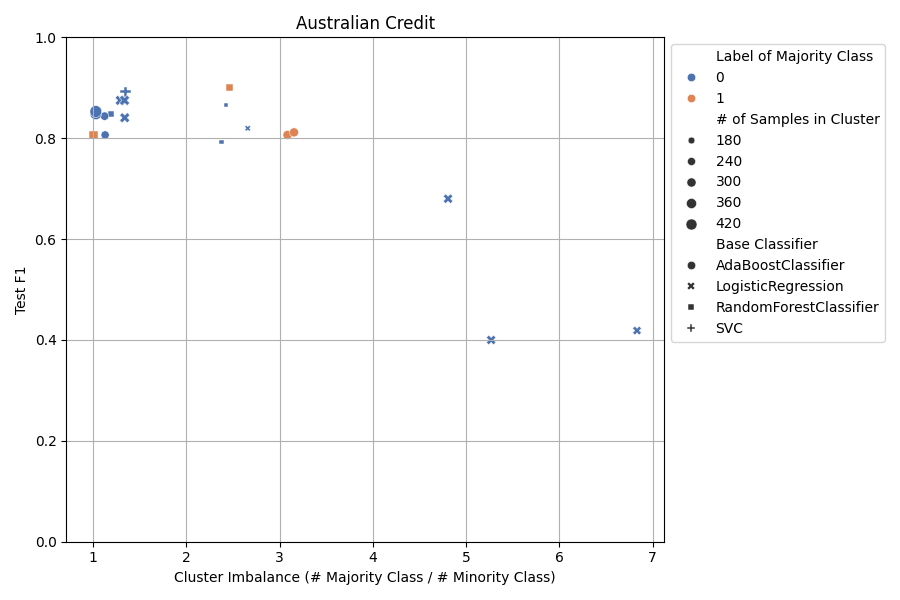 Australian Credit
Test F1
1.0
0.8
0.6
0.4
0.2
0.0
1 2 3 4 5 6 7
Cluster Imbalance (# Majority Class / # Minority Class)
Label of Majority Class
0
1
# of Samples in Cluster
180
240
300
360
420
Base Classifier
AdaBoostClassifier
LogisticRegression
RandomForestClassifier
SVC